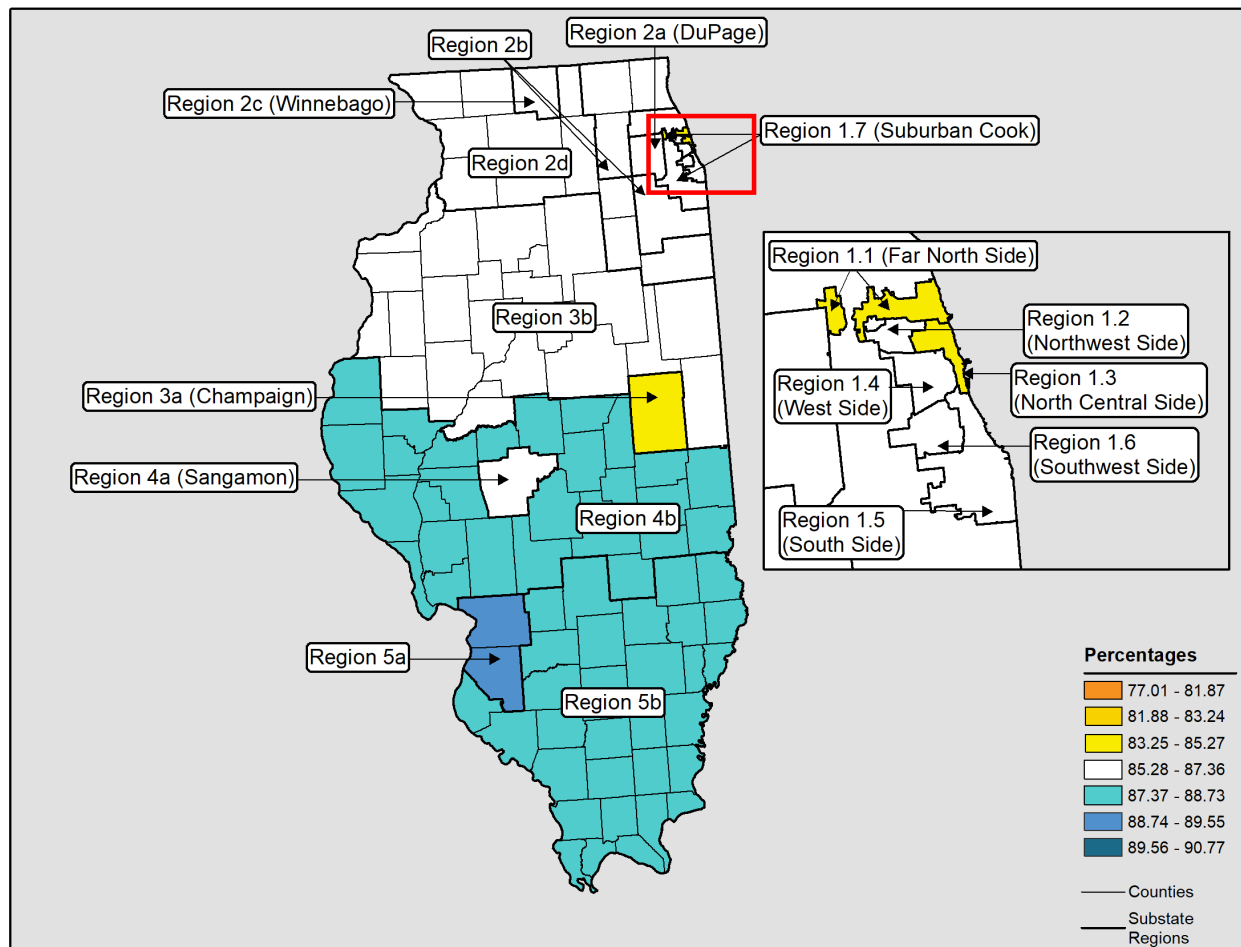 Region 2a (DuPage)
Region 2b
Region 2c (Winnebago)
Region 1.7 (Suburban Cook)
Region 2d
Region 1.1 (Far North Side)
Region 3b
Region 1.2
(Northwest Side)
Region 1.4
(West Side)
Region 1.3
(North Central Side)
Region 3a (Champaign)
Region 1.6
(Southwest Side)
Region 4a (Sangamon)
Region 4b
Region 1.5
(South Side)
Region 5a
Region 5b
Percentages
77.01 - 81.87
81.88 - 83.24
83.25 - 85.27
85.28 - 87.36
87.37 - 88.73
88.74 - 89.55
89.56 - 90.77
Counties
Substate
Regions